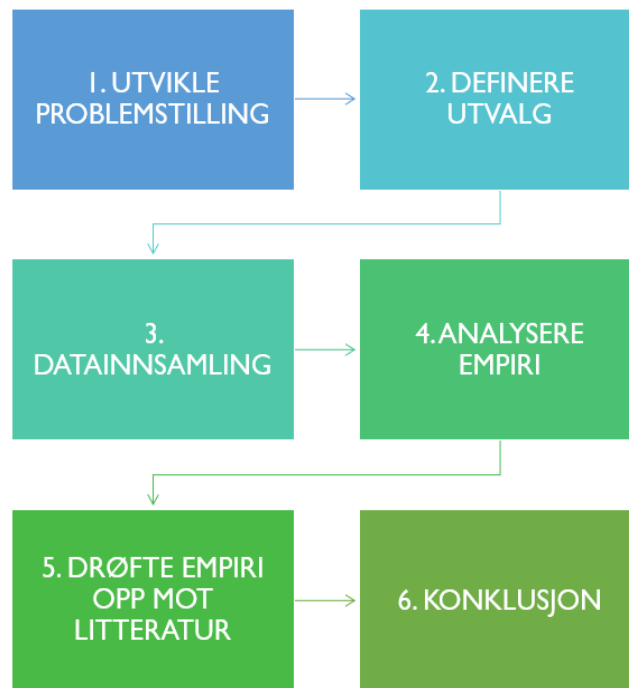 1. UTVIKLE
PROBLEMSTILLING
2. DEFINERE
UTVALG
3.
DATAINNSAMLING
4. ANALYSERE
EMPIRI
5. DRØFTE EMPIRI
OPP MOT
LITTERATUR
6. KONKLUSJON